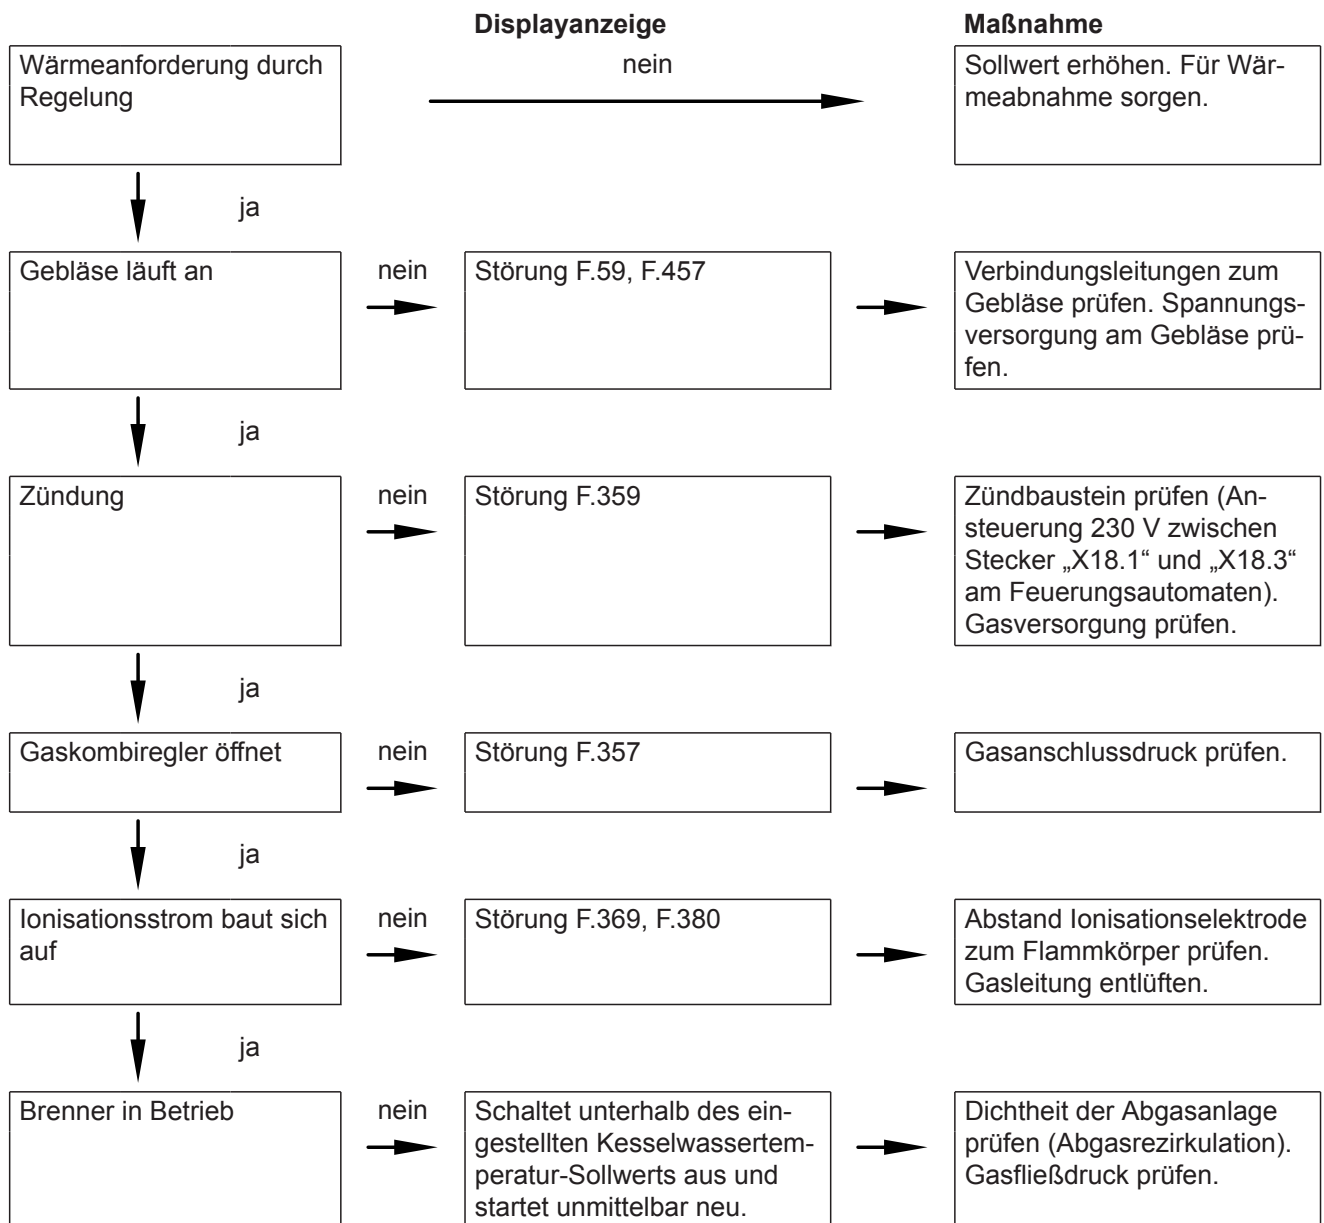 Displayanzeige
Maßnahme
Wärmeanforderung durch
Regelung
nein
Sollwert erhöhen. Für Wär-
meabnahme sorgen.
ja
Gebläse läuft an
nein
Störung F.59, F.457
Verbindungsleitungen zum
Gebläse prüfen. Spannungs-
versorgung am Gebläse prü-
fen.
ja
Zündung
nein
Störung F.359
Zündbaustein prüfen (An-
steuerung 230 V zwischen
Stecker „X18.1“ und „X18.3“
am Feuerungsautomaten).
Gasversorgung prüfen.
ja
Gaskombiregler öffnet
nein
Störung F.357
Gasanschlussdruck prüfen.
ja
Ionisationsstrom baut sich
auf
nein
Störung F.369, F.380
Abstand Ionisationselektrode
zum Flammkörper prüfen.
Gasleitung entlüften.
ja
Brenner in Betrieb
nein
Schaltet unterhalb des ein-
gestellten Kesselwassertem-
peratur-Sollwerts aus und
startet unmittelbar neu.
Dichtheit der Abgasanlage
prüfen (Abgasrezirkulation).
Gasfließdruck prüfen.